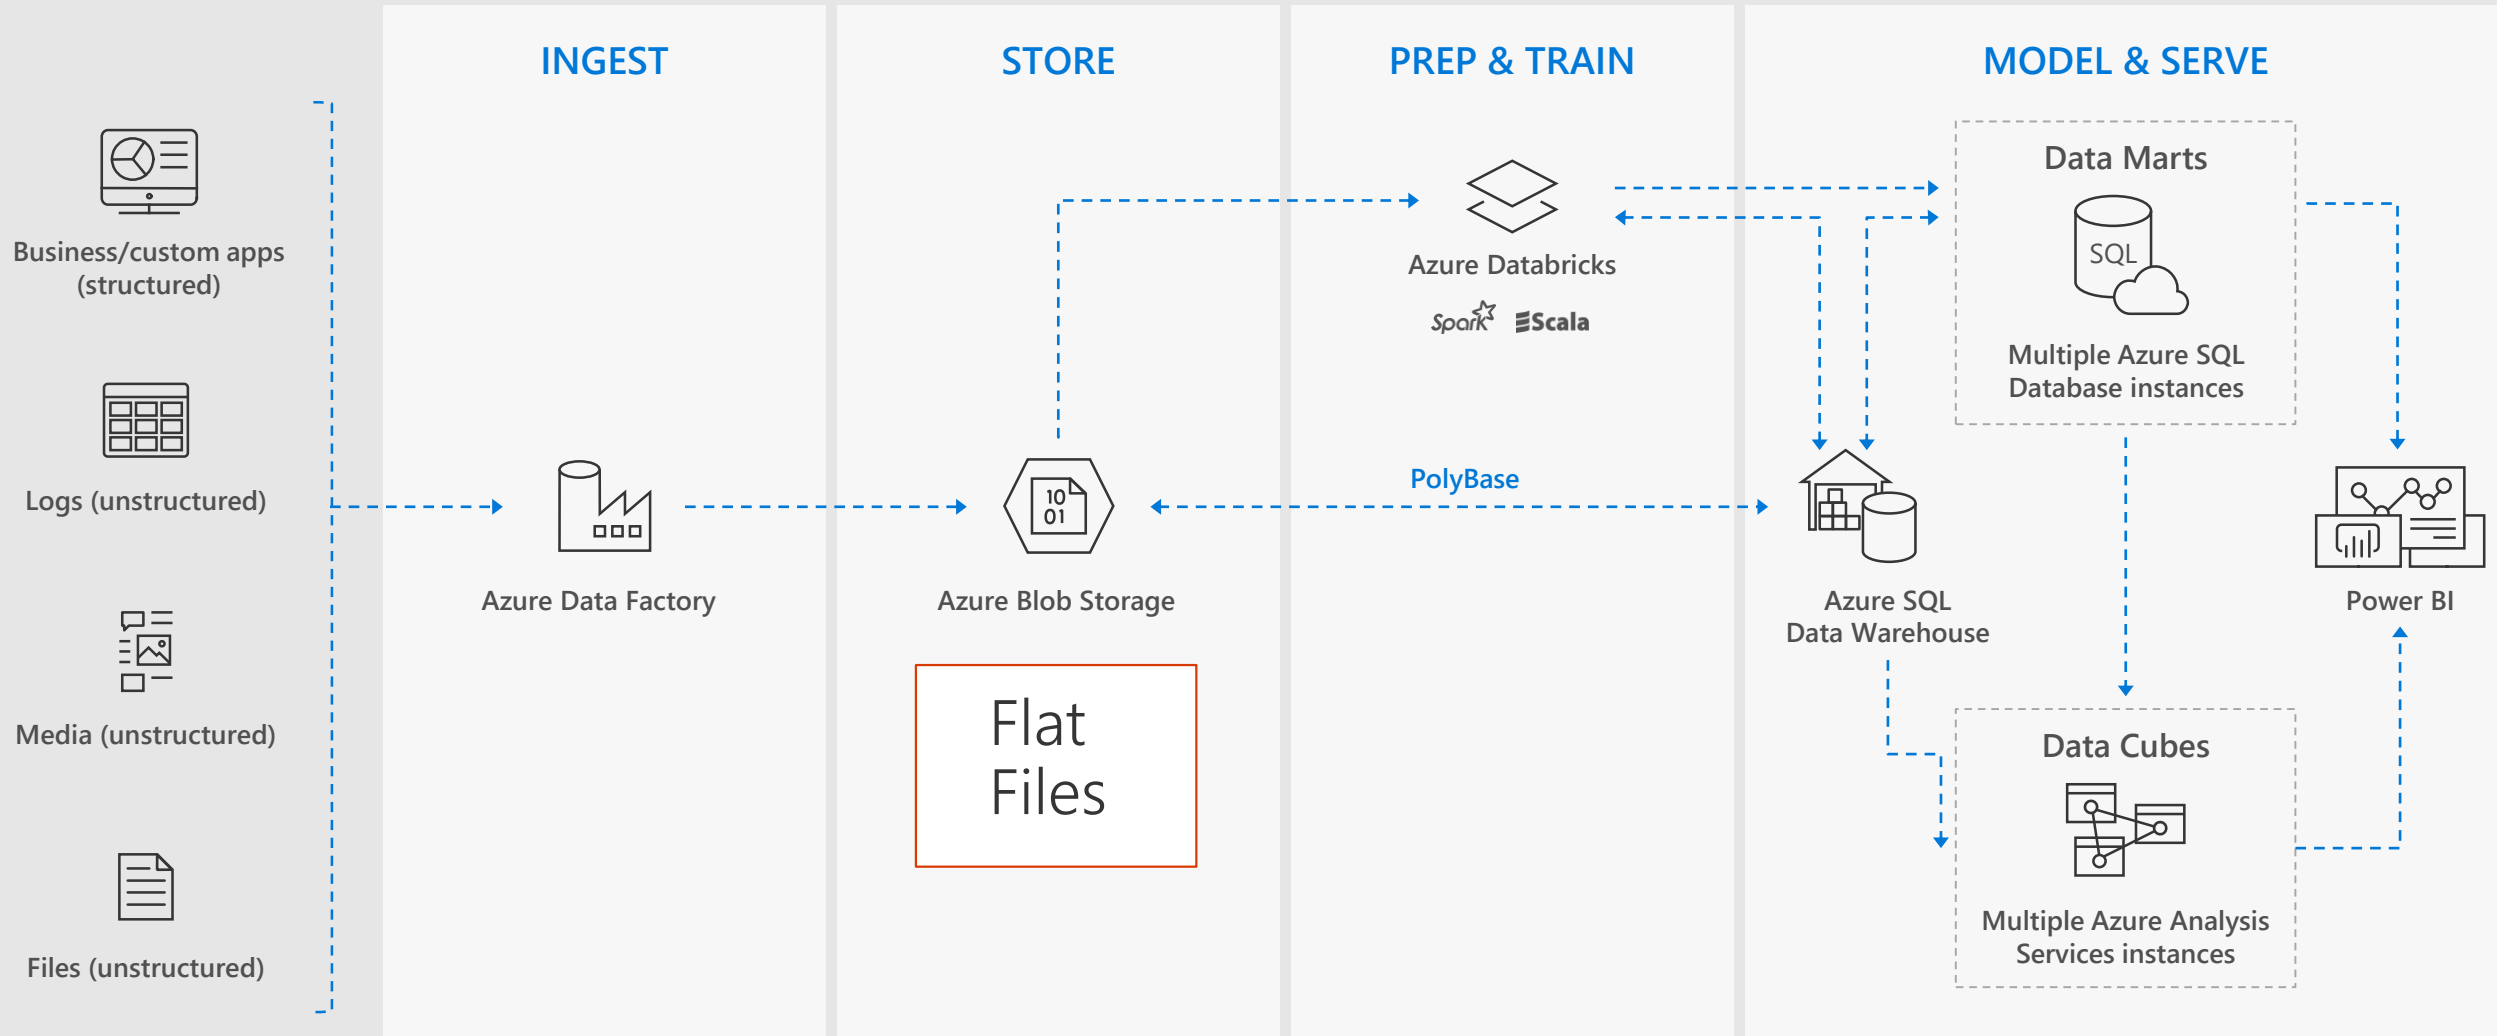 INGEST
STORE
PREP & TRAIN
MODEL & SERVE
Business/custom apps
(structured)
Logs (unstructured)
Media (unstructured)
Files (unstructured)
Azure Data Factory
10
01
Azure Blob Storage
Flat
Files
Azure Databricks
Spark
Scala
PolyBase
Data Marts
SQL
Multiple Azure SQL
Database instances
Azure SQL
Data Warehouse
Power BI
Data Cubes
Multiple Azure Analysis
Services instances